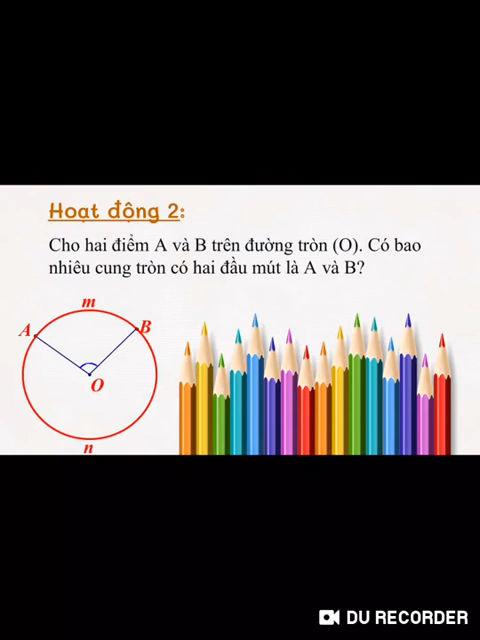 Hoạt động 2:
Cho hai điểm A và B trên đường tròn (O). Có bao
nhiêu cung tròn có hai đầu mút là A và B?
m
A
B
O
n
DU RECORDER